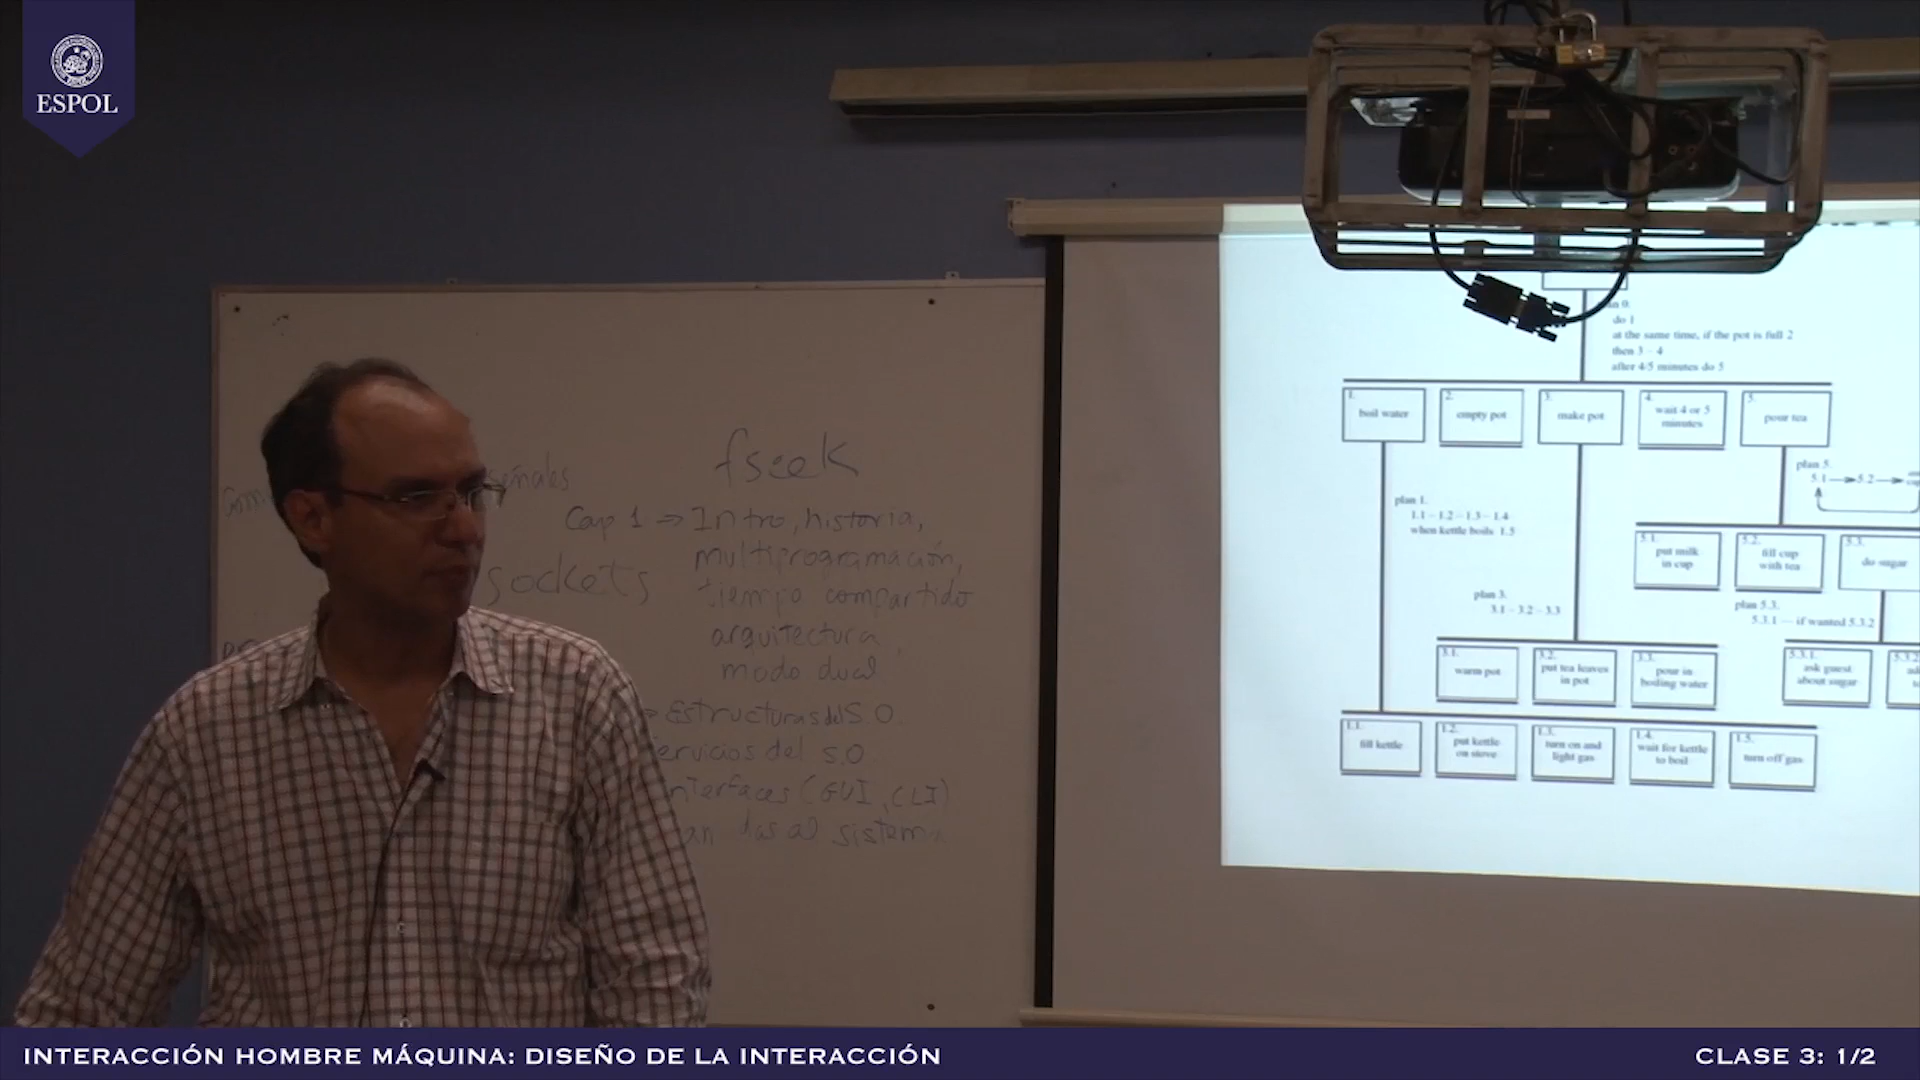 ESPOL
do 1
at the same time, if the pot is full 2
then 3 - 4
after 4/5 minutes do 5
1.
boil water
2.
empty pot
3.
make pot
4.
wait 4 or 5
minutes
5.
pour tea
plan 5.
5.1 5.2
plan 1.
1.1 - 1.2 - 1.3 - 1.4
when kettle boils 1.5
5.1.
put milk
in cup
5.2.
fill cup
with tea
5.3.
do sugar
plan 3.
3.1 - 3.2 - 3.3
plan 5.3.
5.3.1 — if wanted 5.3.2
3.1.
warm pot
3.2.
put tea leaves
in pot
3.3.
pour in
boiling water
5.3.1.
ask guest
about sugar
5.3.2
1.1.
fill kettle
1.2.
put kettle
on stove
1.3.
turn on and
light gas
1.4.
wait for kettle
to boil
1.5.
turn off gas
señales
fseek
Cap 1 => Intro, historia,
multiprogramación,
sockets
tiempo compartido
arquitectura
modo dual
Estructuras del S.O
del S.O
(GUI, CLI)
al sistema
INTERACCIÓN HOMBRE MÁQUINA: DISEÑO DE LA INTERACCIÓN
CLASE 3: 1/2